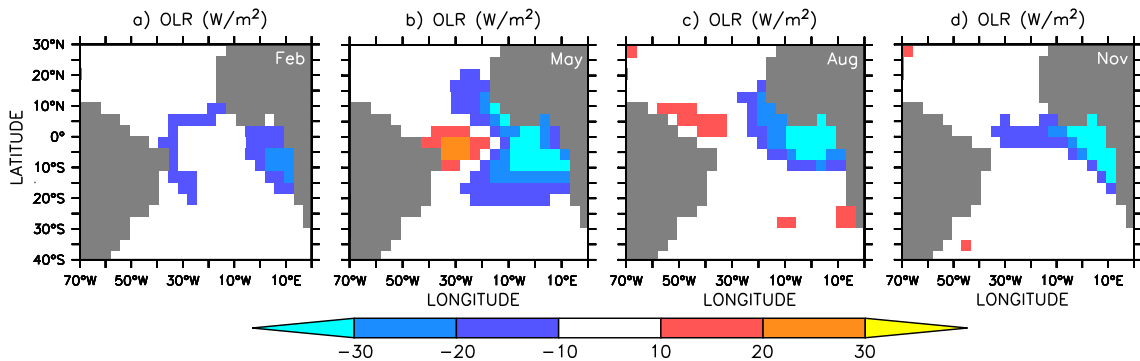 a) OLR (W/m²)
b) OLR (W/m²)
c) OLR (W/m²)
d) OLR (W/m²)
Feb
May
Aug
Nov
LATITUDE
30°N
20°N
10°N
0°
10°S
20°S
30°S
40°S
70°W 50°W 30°W 10°W 10°E
70°W 50°W 30°W 10°W 10°E
70°W 50°W 30°W 10°W 10°E
70°W 50°W 30°W 10°W 10°E
LONGITUDE
LONGITUDE
LONGITUDE
−30 −20 −10 10 20 30